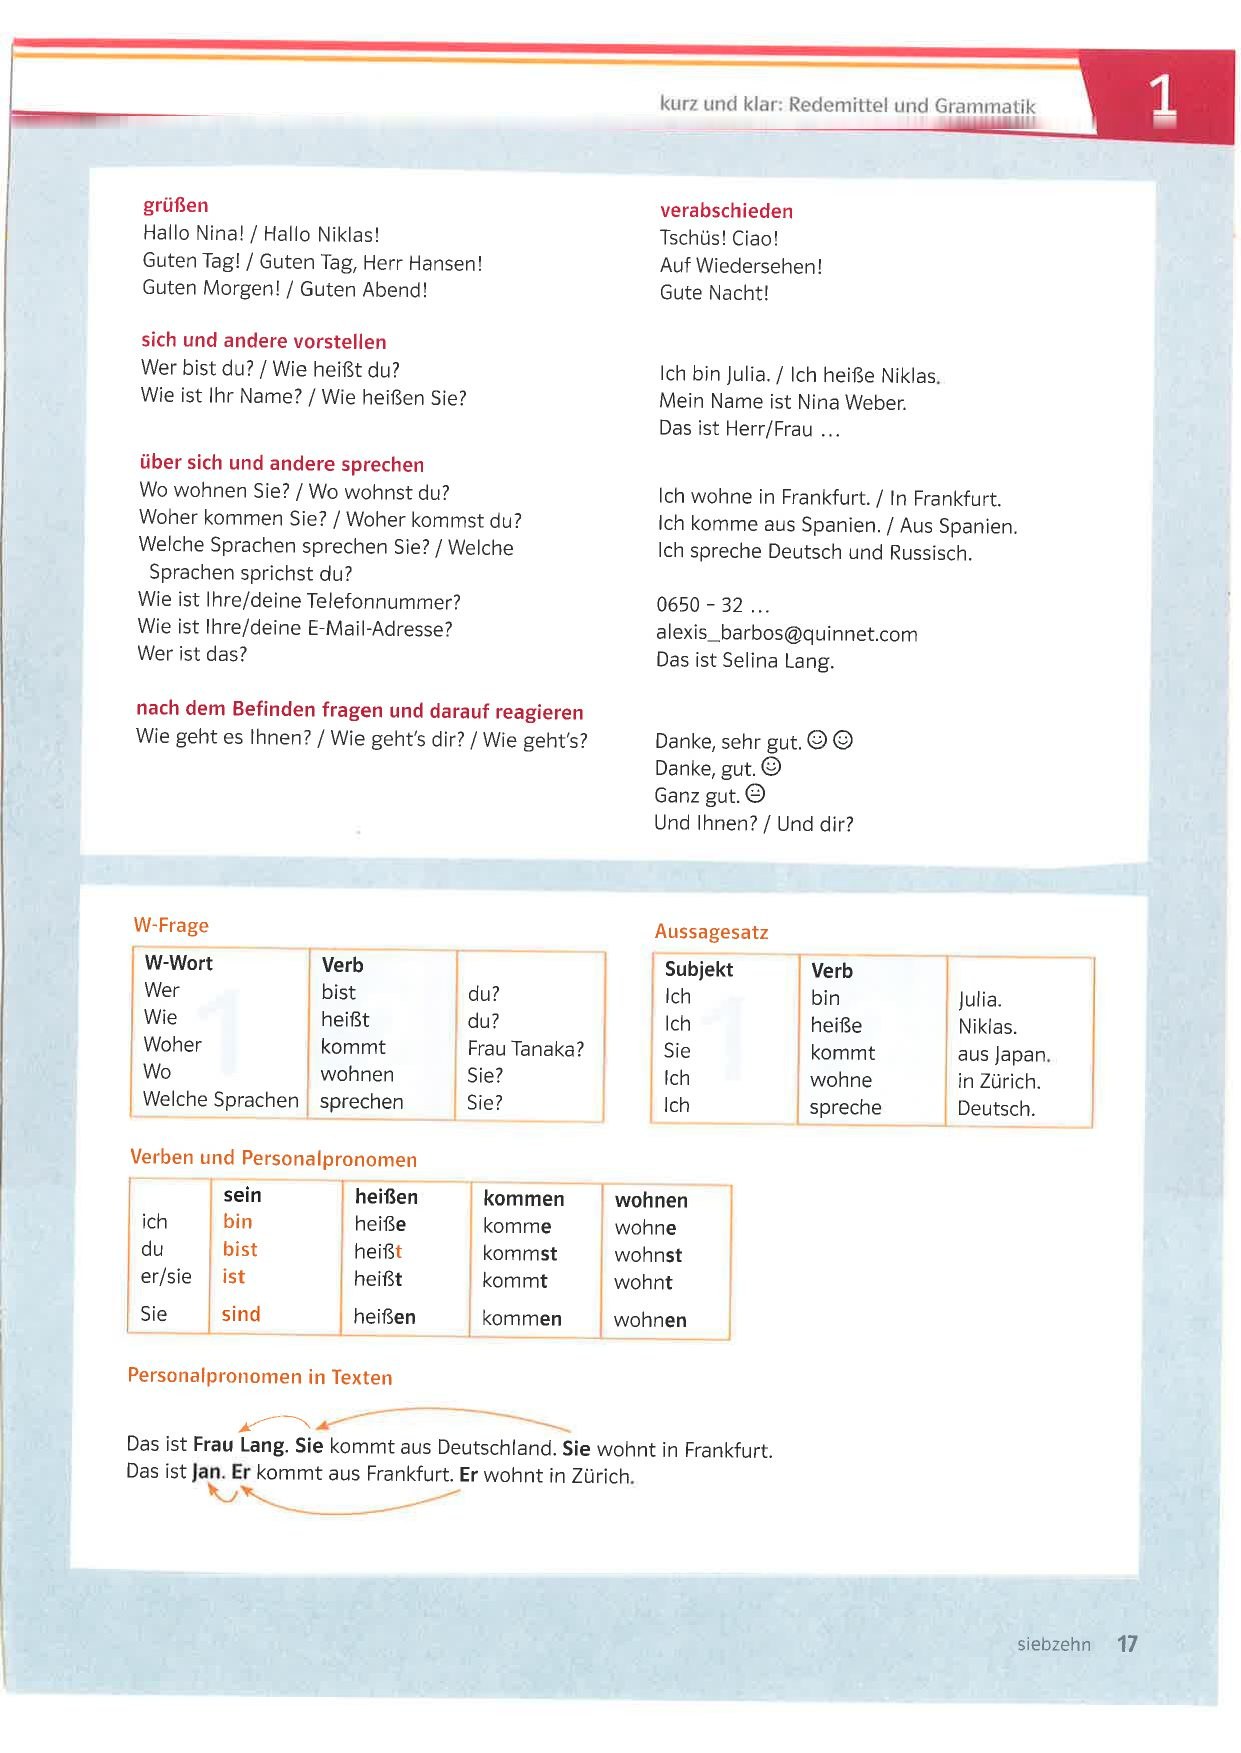 kurz und klar: Redemittel und Grammatik
1
grüßen
Hallo Nina! / Hallo Niklas!
Guten Tag! / Guten Tag, Herr Hansen!
Guten Morgen! / Guten Abend!
verabschieden
Tschüs! Ciao!
Auf Wiedersehen!
Gute Nacht!
sich und andere vorstellen
Wer bist du? / Wie heißt du?
Wie ist Ihr Name? / Wie heißen Sie?
Ich bin Julia. / Ich heiße Niklas.
Mein Name ist Nina Weber.
Das ist Herr/Frau ...
über sich und andere sprechen
Wo wohnen Sie? / Wo wohnst du?
Woher kommen Sie? / Woher kommst du?
Welche Sprachen sprechen Sie? / Welche
Sprachen sprichst du?
Wie ist Ihre/deine Telefonnummer?
Wie ist Ihre/deine E-Mail-Adresse?
Wer ist das?
Ich wohne in Frankfurt. / In Frankfurt.
Ich komme aus Spanien. / Aus Spanien.
Ich spreche Deutsch und Russisch.
0650 – 32 ...
alexis_barbos@quinnet.com
Das ist Selina Lang.
nach dem Befinden fragen und darauf reagieren
Wie geht es Ihnen? / Wie geht's dir? / Wie geht's?
Danke, sehr gut. ☺ ☺
Danke, gut. ☺
Ganz gut. 😐
Und Ihnen? / Und dir?
W-Frage
W-Wort Verb
Wer bist du?
Wie heißt du?
Woher kommt Frau Tanaka?
Wo wohnen Sie?
Welche Sprachen sprechen Sie?
Aussagesatz
Subjekt Verb
Ich bin Julia.
Ich heiße Niklas.
Sie kommt aus Japan.
Ich wohne in Zürich.
Ich spreche Deutsch.
Verben und Personalpronomen
sein heißen kommen wohnen
ich bin heiße komme wohne
du bist heißt kommst wohnst
er/sie ist heißt kommt wohnt
Sie sind heißen kommen wohnen
Personalpronomen in Texten
Das ist Frau Lang. Sie kommt aus Deutschland. Sie wohnt in Frankfurt.
Das ist Jan. Er kommt aus Frankfurt. Er wohnt in Zürich.
siebzehn 17